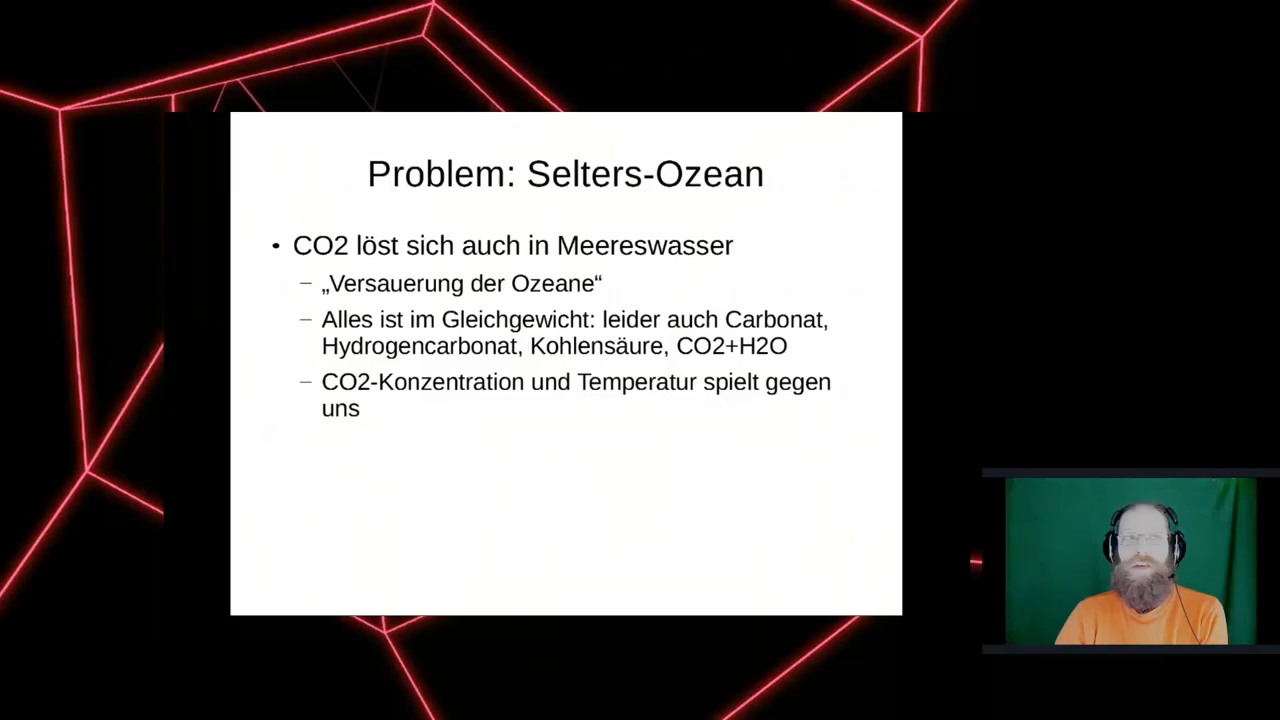 Problem: Selters-Ozean
• CO2 löst sich auch in Meereswasser
– „Versauerung der Ozeane“
– Alles ist im Gleichgewicht: leider auch Carbonat,
Hydrogencarbonat, Kohlensäure, CO2+H2O
– CO2-Konzentration und Temperatur spielt gegen
uns